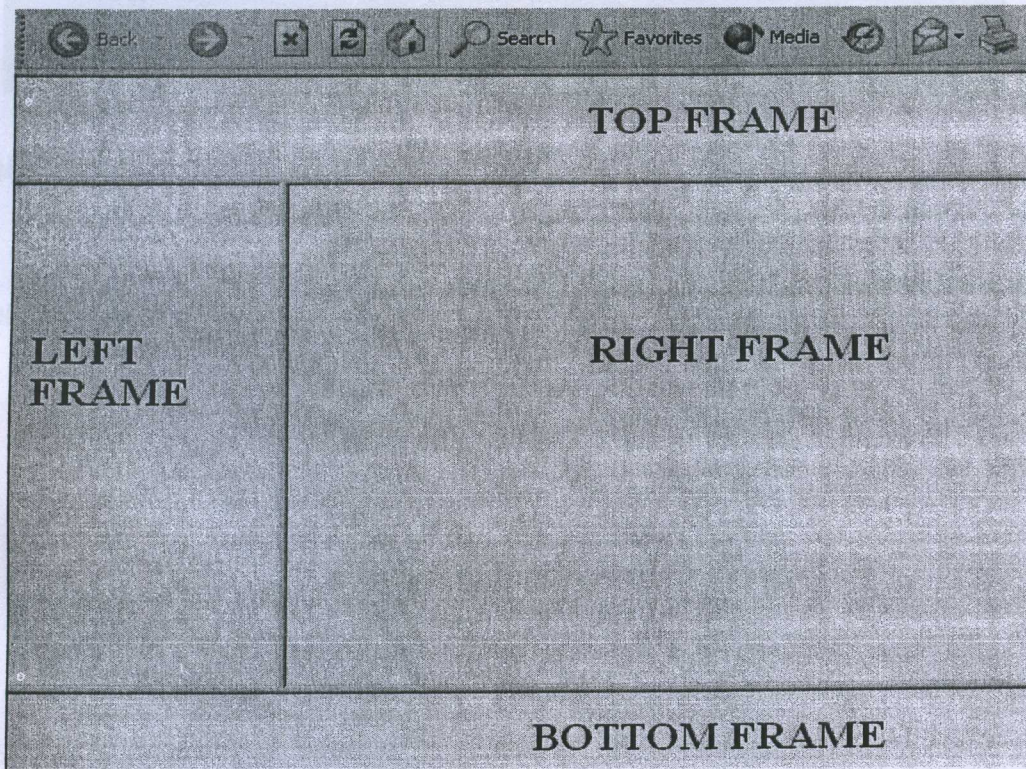 Back Search Favorites Media
TOP FRAME
LEFT
FRAME
RIGHT FRAME
BOTTOM FRAME